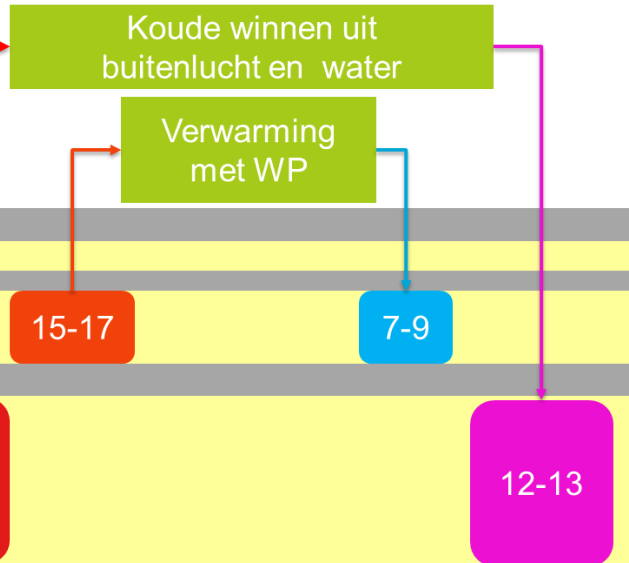 Koude winnen uit
buitenlucht en water
Verwarming
met WP
15-17
7-9
12-13